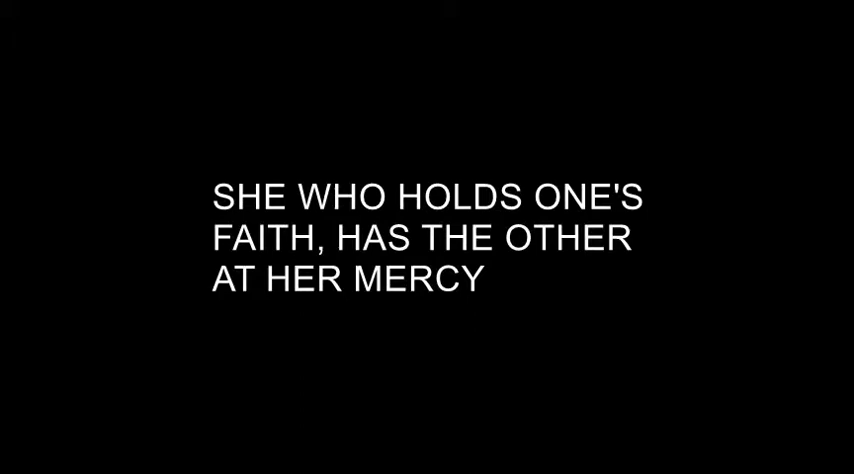 SHE WHO HOLDS ONE'S
FAITH, HAS THE OTHER
AT HER MERCY